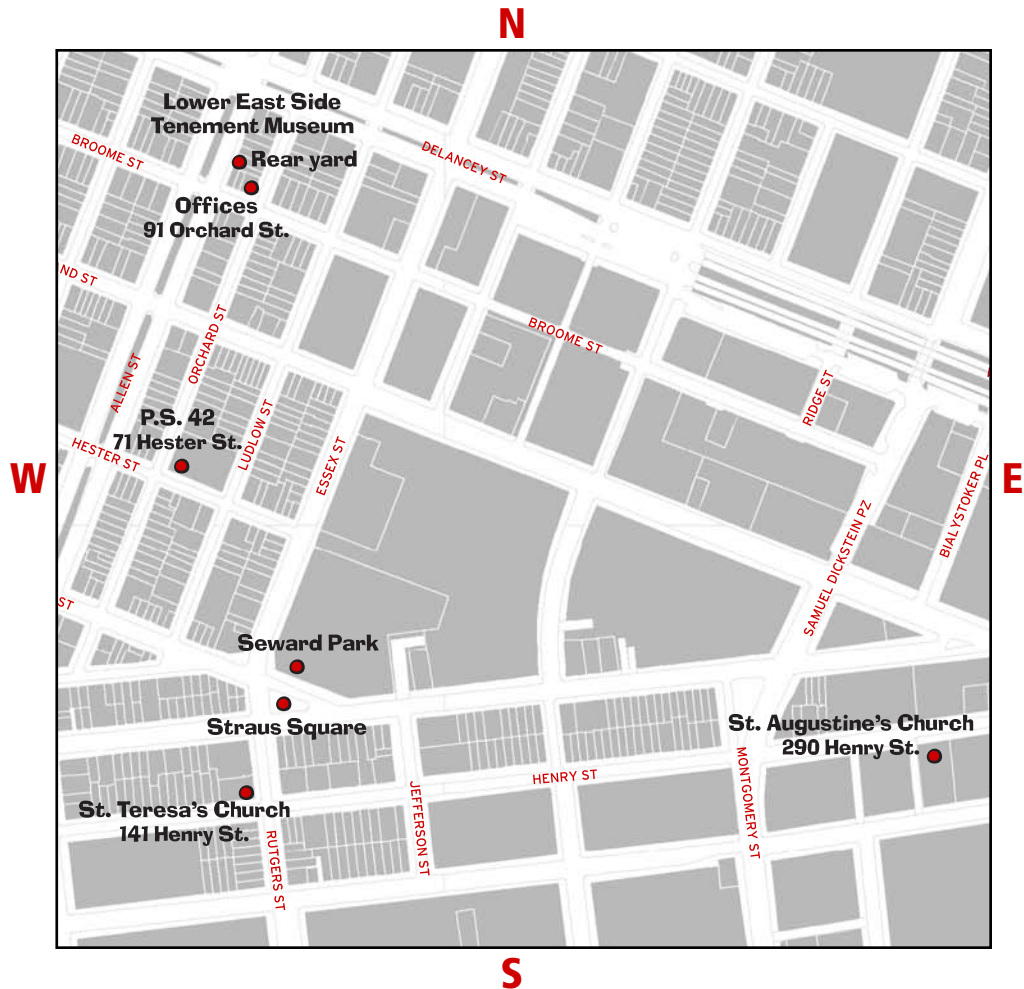 N
Lower East Side
Tenement Museum
Rear yard
BROOME ST
DELANCEY ST
Offices
91 Orchard St.
ND ST
ORCHARD ST
BROOME ST
ALLEN ST
RIDGE ST
P.S. 42
71 Hester St.
LUDLOW ST
HESTER ST
ESSEX ST
W
E
BIALYSTOKER PL
SAMUEL DICKSTEIN PZ
ST
Seward Park
Straus Square
St. Augustine's Church
290 Henry St.
HENRY ST
MONTGOMERY ST
St. Teresa's Church
141 Henry St.
JEFFERSON ST
RUTGERS ST
S